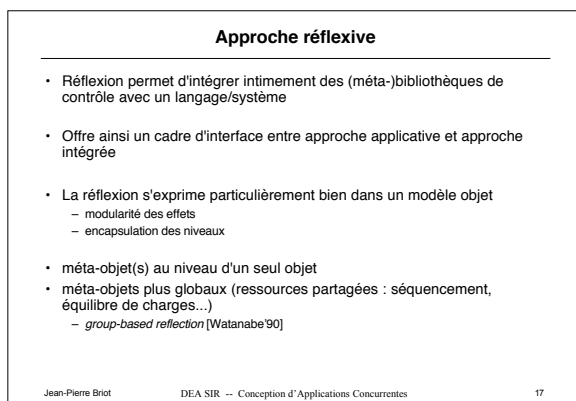 Approche réflexive
• Réflexion permet d'intégrer intimement des (méta-)bibliothèques de
contrôle avec un langage/système
• Offre ainsi un cadre d'interface entre approche applicative et approche
intégrée
• La réflexion s'exprime particulièrement bien dans un modèle objet
– modularité des effets
– encapsulation des niveaux
• méta-objet(s) au niveau d'un seul objet
• méta-objets plus globaux (ressources partagées : séquencement,
équilibre de charges...)
– group-based reflection [Watanabe'90]
Jean-Pierre Briot DEA SIR -- Conception d'Applications Concurrentes 17